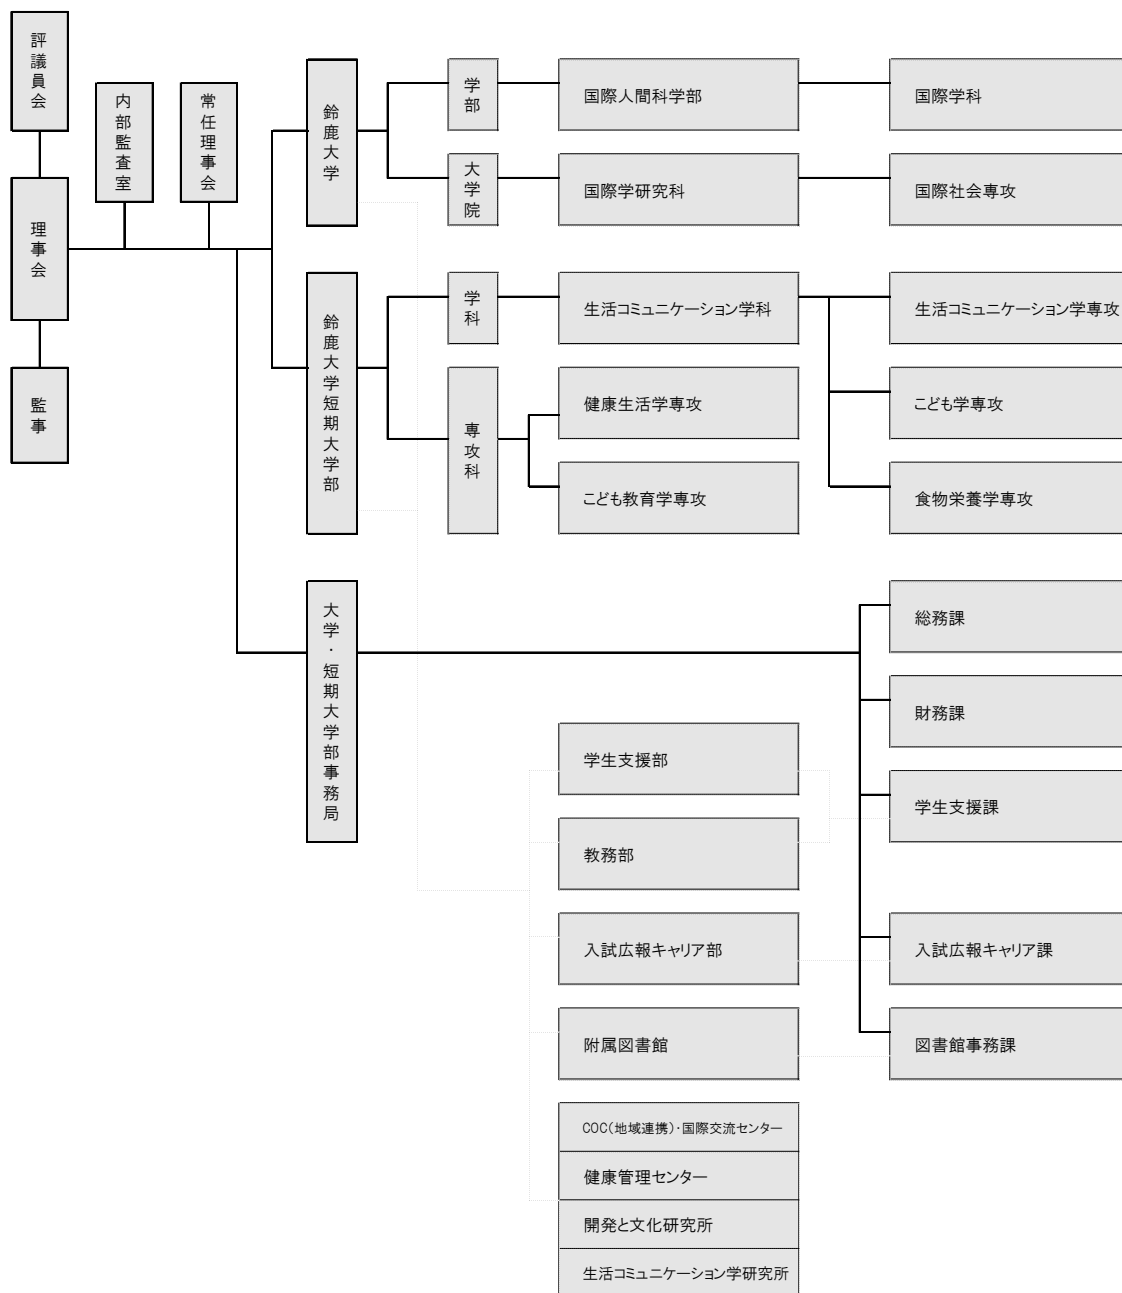 評議員会
理事会
監事
内部監査室
常任理事会
鈴鹿大学
学部
国際人間科学部
国際学科
大学院
国際学研究科
国際社会専攻
鈴鹿大学短期大学部
学科
生活コミュニケーション学科
生活コミュニケーション学専攻
こども学専攻
食物栄養学専攻
専攻科
健康生活学専攻
こども教育学専攻
大学・短期大学部事務局
総務課
財務課
学生支援部
学生支援課
教務部
入試広報キャリア部
入試広報キャリア課
附属図書館
図書館事務課
COC(地域連携)・国際交流センター
健康管理センター
開発と文化研究所
生活コミュニケーション学研究所